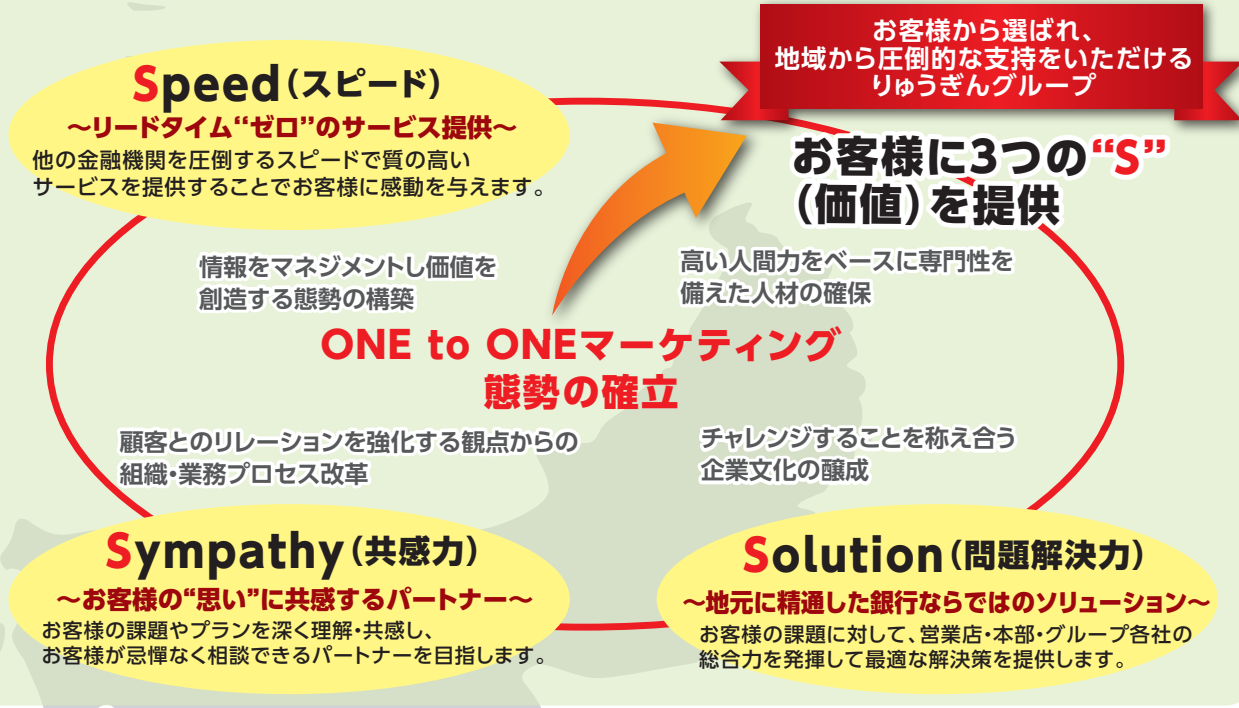 お客様から選ばれ、
地域から圧倒的な支持をいただける
りゅうぎんグループ
Speed(スピード)
～リードタイム“ゼロ”のサービス提供～
他の金融機関を圧倒するスピードで質の高い
サービスを提供することでお客様に感動を与えます。
お客様に3つの“S”
(価値)を提供
情報をマネジメントし価値を
創造する態勢の構築
高い人間力をベースに専門性を
備えた人材の確保
ONE to ONEマーケティング
態勢の確立
顧客とのリレーションを強化する観点からの
組織・業務プロセス改革
チャレンジすることを称え合う
企業文化の醸成
Sympathy(共感力)
～お客様の“思い”に共感するパートナー～
お客様の課題やプランを深く理解・共感し、
お客様が忌憚なく相談できるパートナーを目指します。
Solution(問題解決力)
～地元に精通した銀行ならではのソリューション～
お客様の課題に対して、営業店・本部・グループ各社の
総合力を発揮して最適な解決策を提供します。